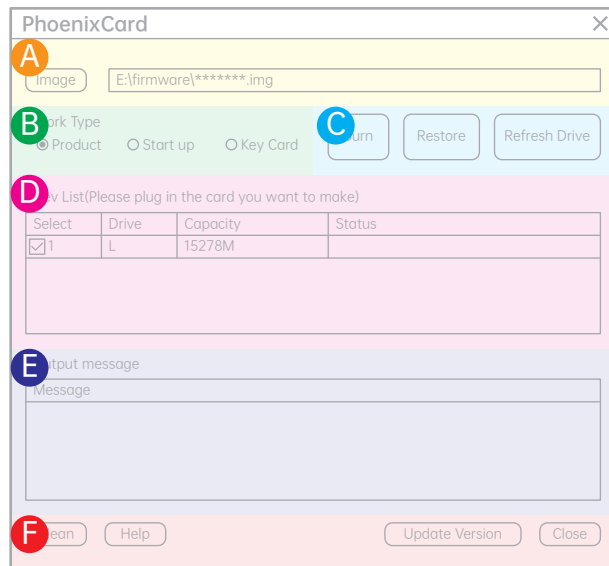 PhoenixCard
A
Image E:\firmware\*******.img
B ork Type
Product Start up Key Card
C urn Restore Refresh Drive
D ev List(Please plug in the card you want to make)
Select Drive Capacity Status
1 L 15278M
E utput message
Message
F ean Help Update Version Close